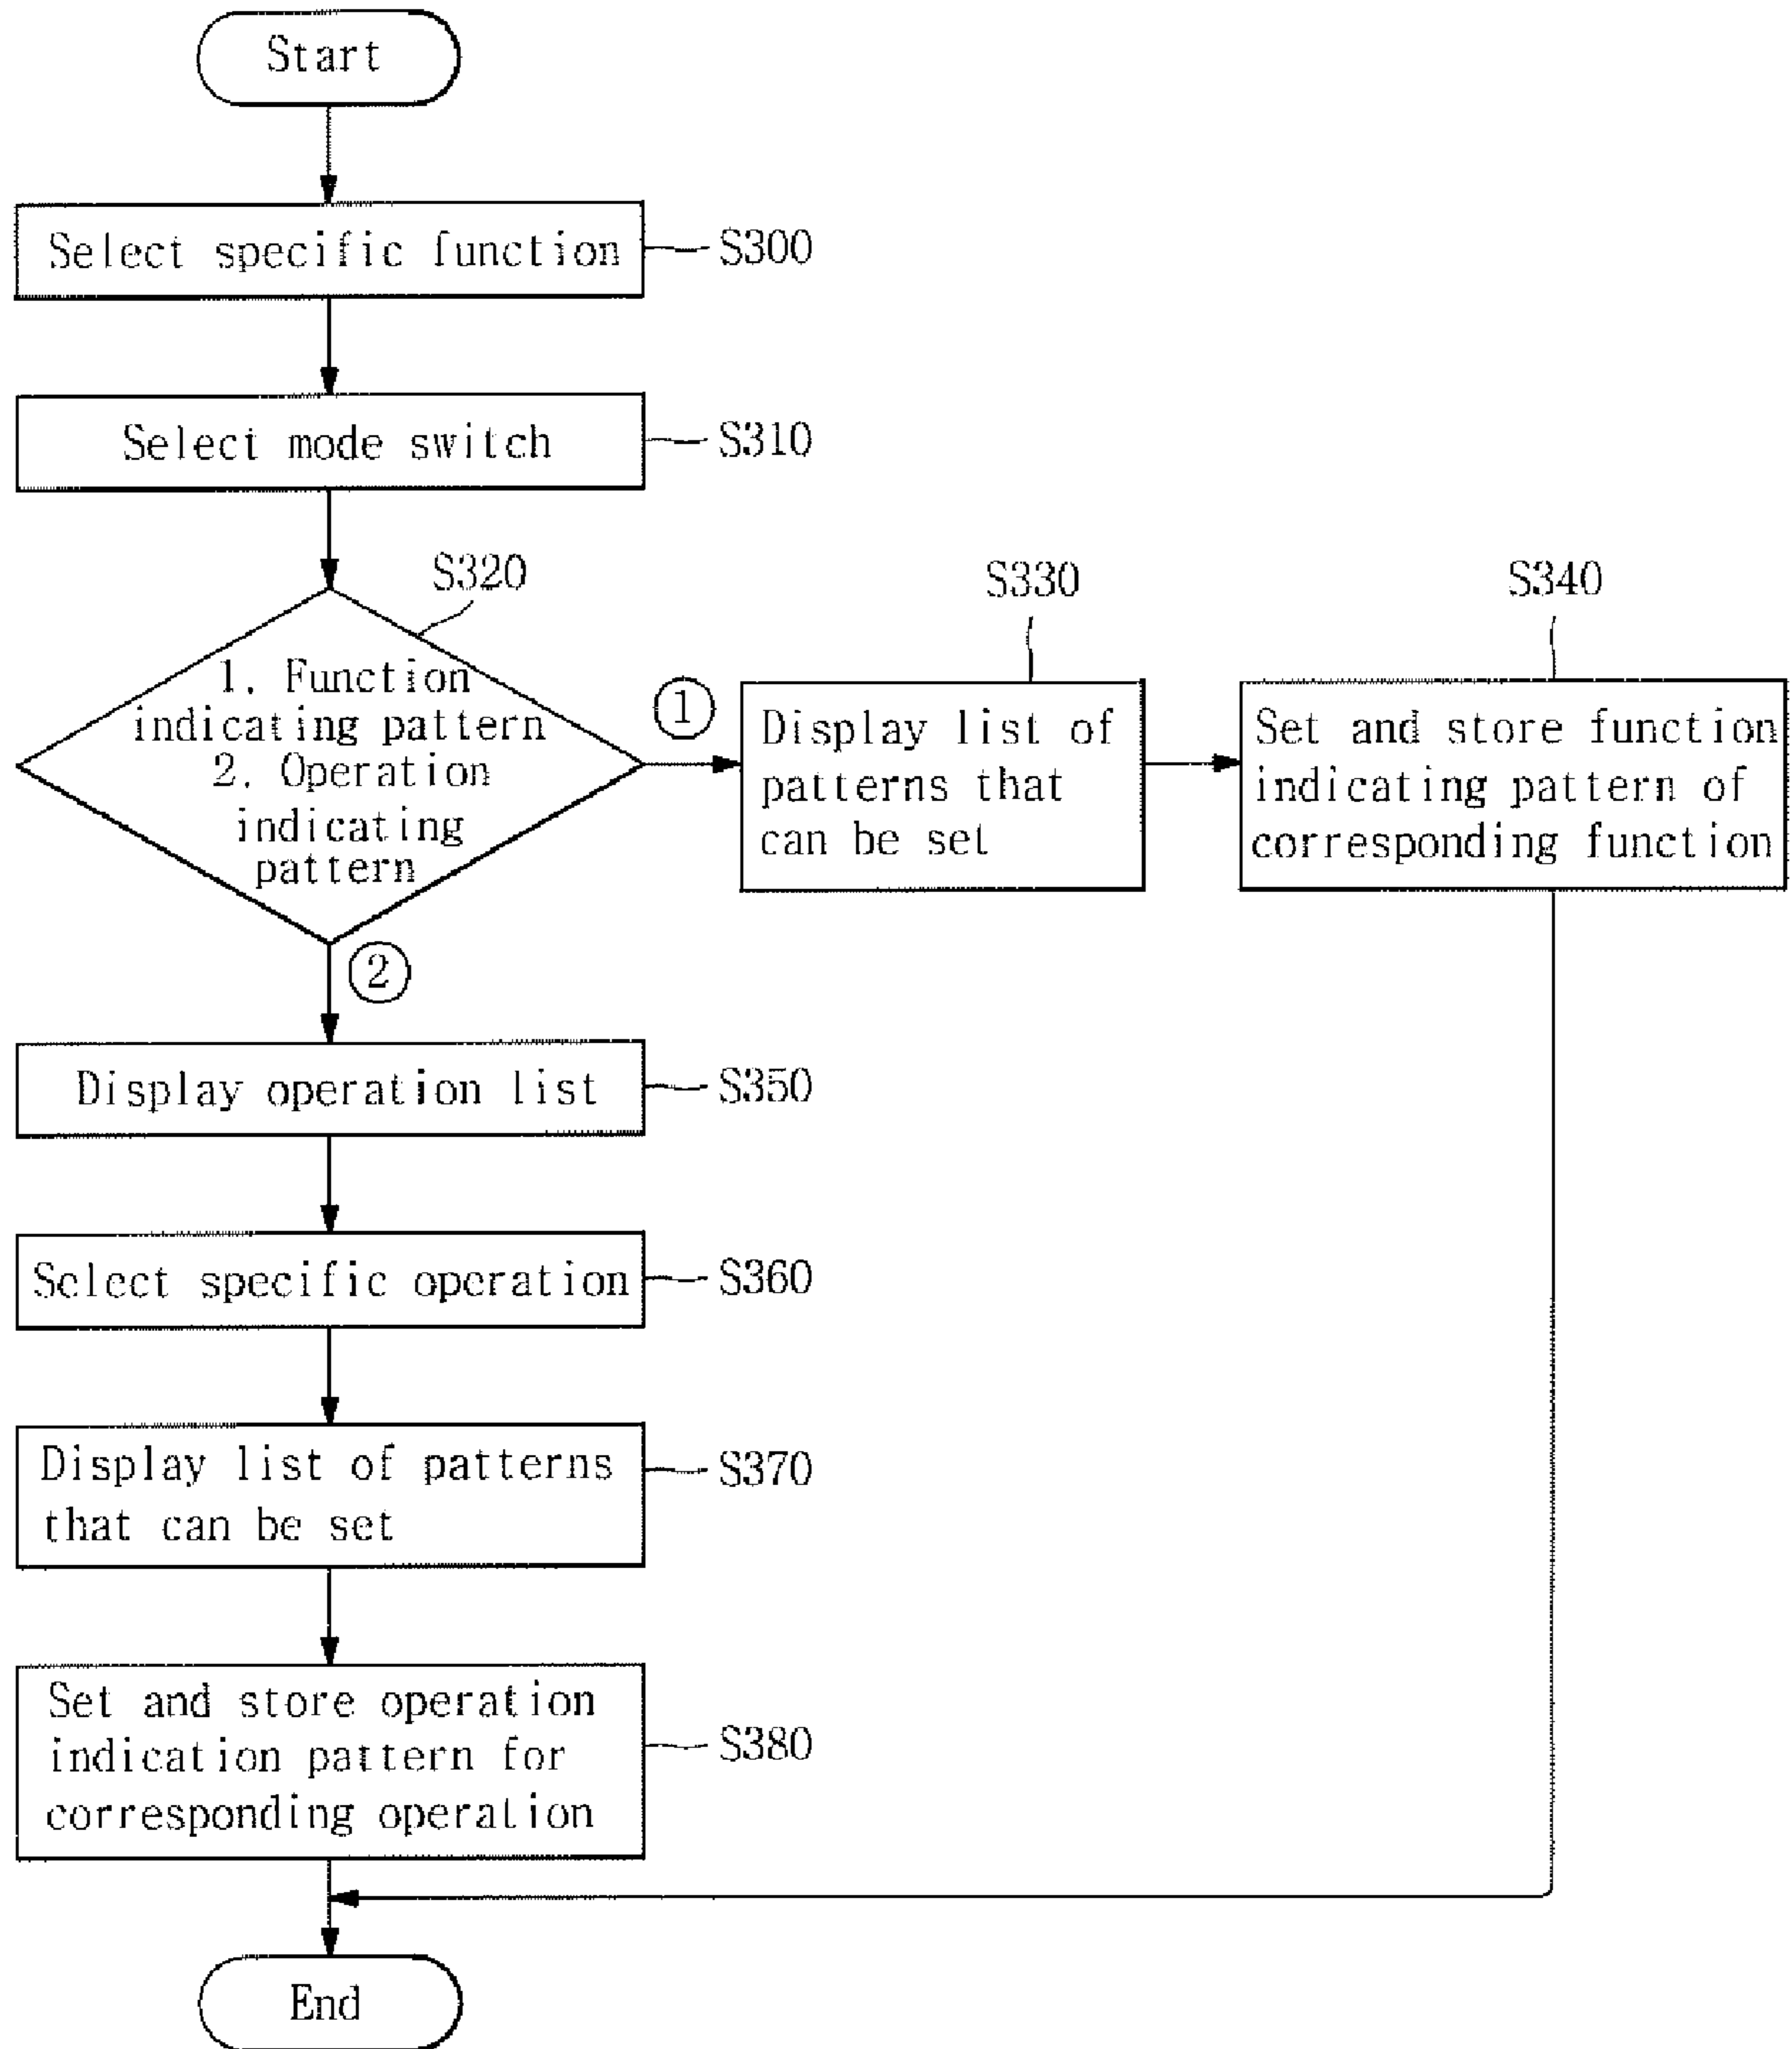 Start
Select specific function
S300
Select mode switch
S310
S320
1. Function
indicating pattern
2. Operation
indicating
pattern
①
②
S330
Display list of
patterns that
can be set
S340
Set and store function
indicating pattern of
corresponding function
Display operation list
S350
Select specific operation
S360
Display list of patterns
that can be set
S370
Set and store operation
indication pattern for
corresponding operation
S380
End